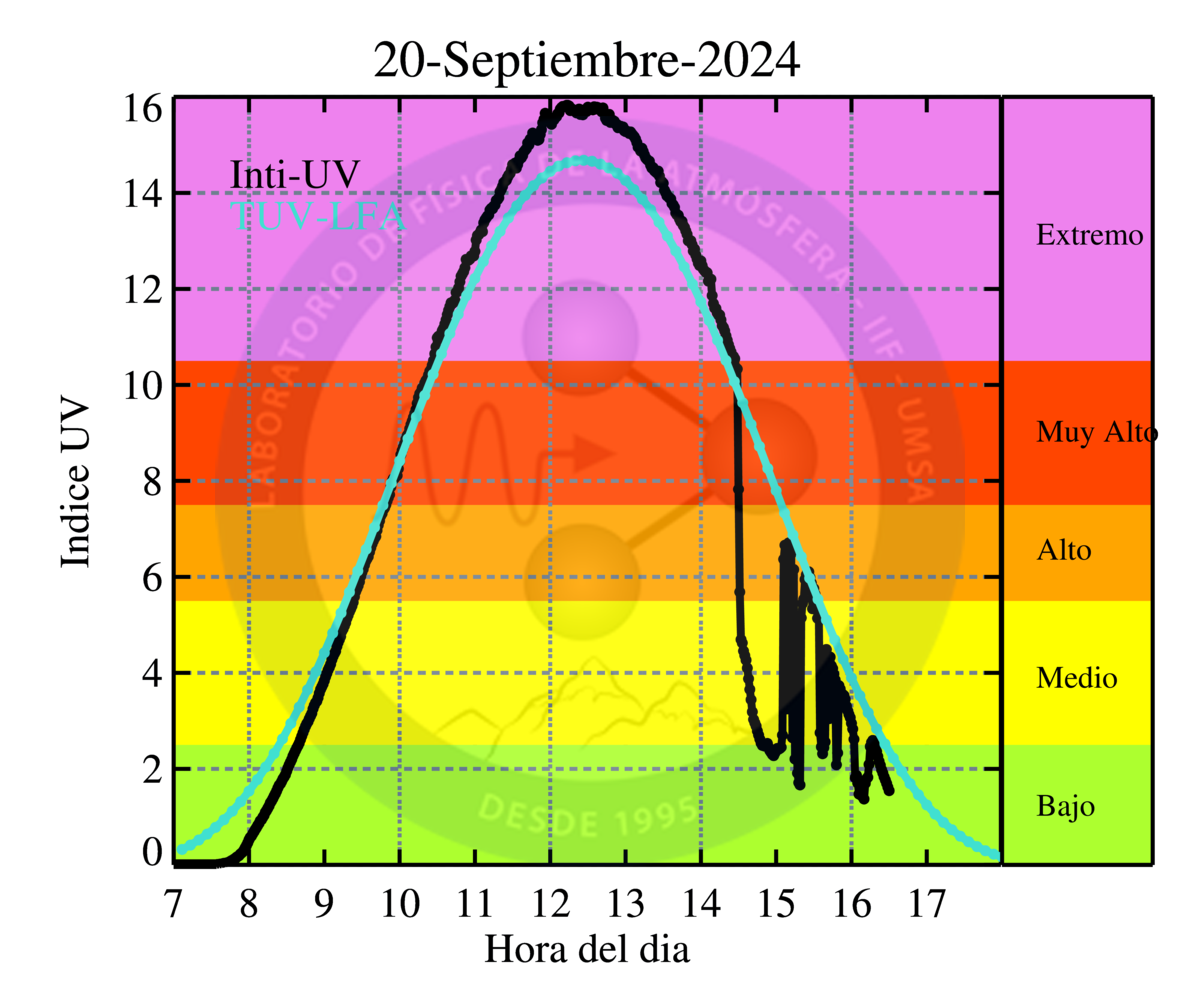 20-Septiembre-2024
16
14
12
10
8
6
4
2
0
Indice UV
Inti-UV
TUV-LFA
LABORATORIO DE FÍSICA DE LA ATMÓSFERA - IIF - UMSA
DESDE 1995
Extremo
Muy Alto
Alto
Medio
Bajo
7 8 9 10 11 12 13 14 15 16 17
Hora del dia